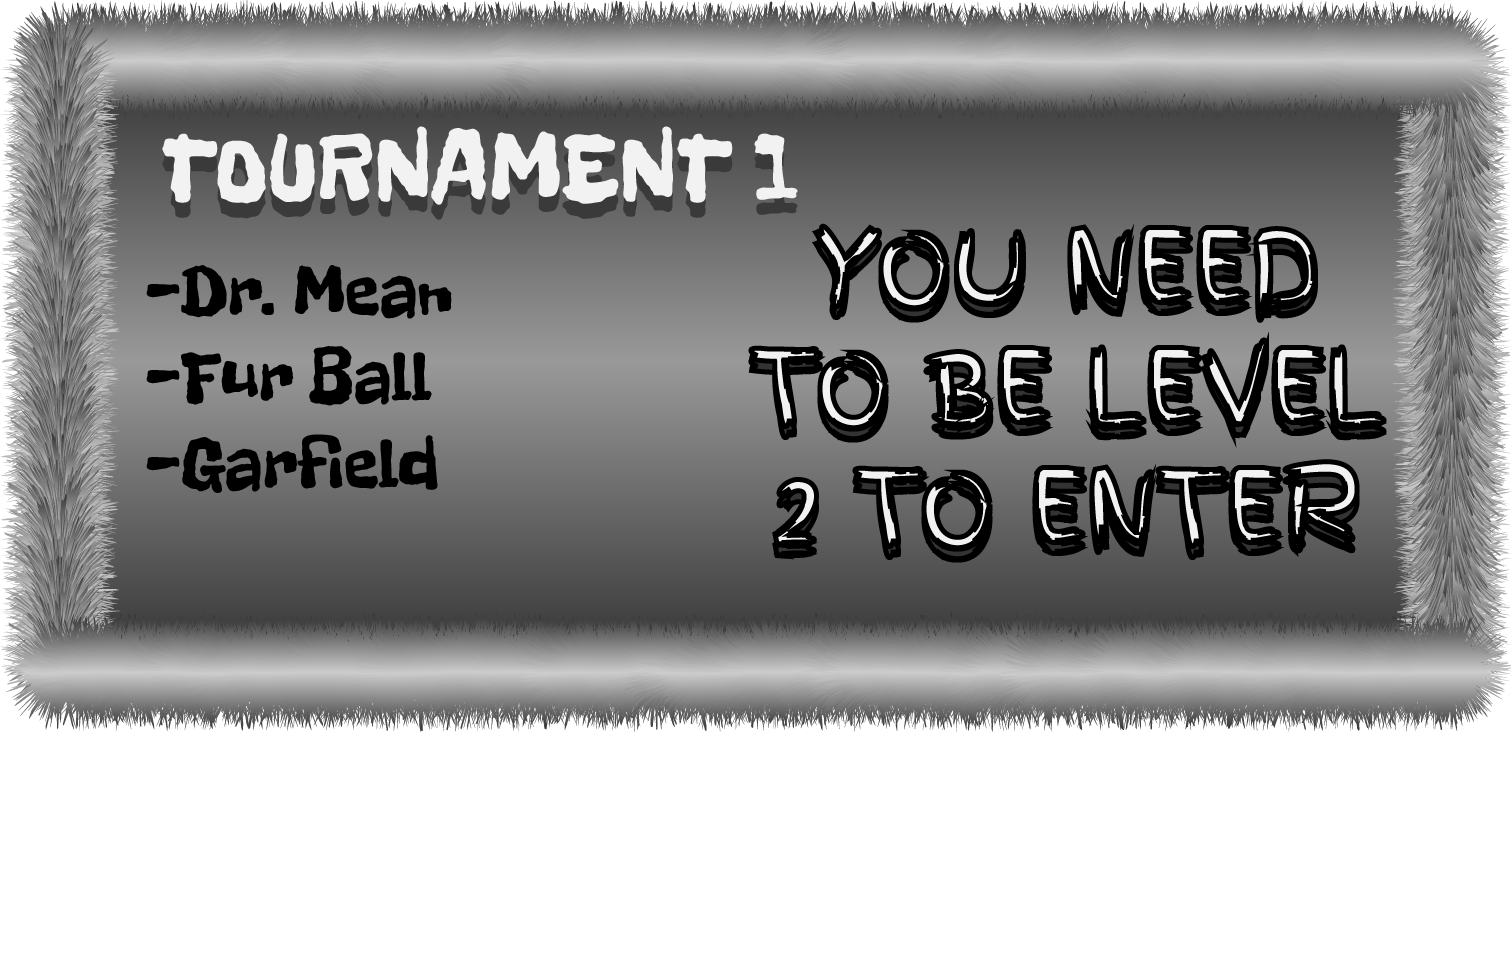 TOURNAMENT 1
-Dr. Mean
-Fur Ball
-Garfield
YOU NEED
TO BE LEVEL
2 TO ENTER